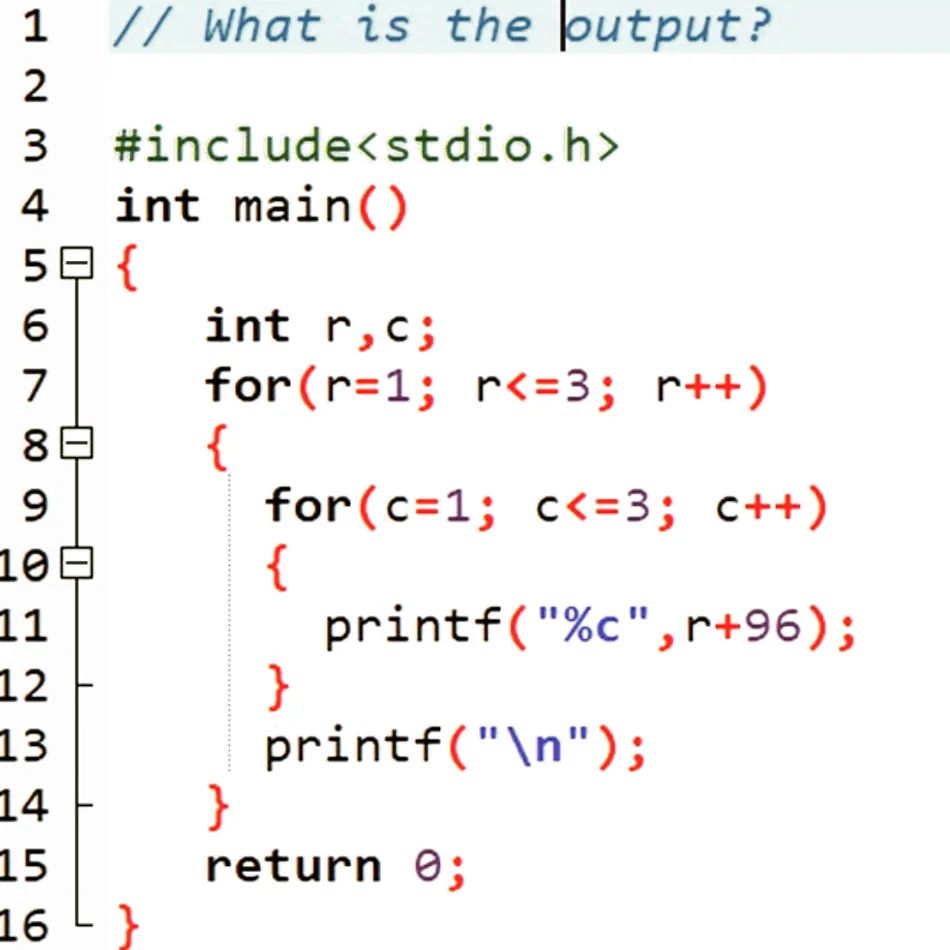 1 // What is the output?
2
3 #include<stdio.h>
4 int main()
5 {
6 int r,c;
7 for(r=1; r<=3; r++)
8 {
9 for(c=1; c<=3; c++)
10 {
11 printf("%c",r+96);
12 }
13 printf("\n");
14 }
15 return 0;
16 }